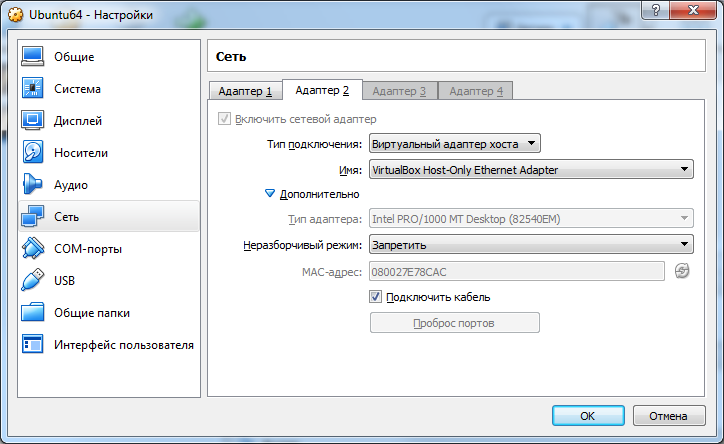 Ubuntu64 - Настройки
Общие
Система
Дисплей
Носители
Аудио
Сеть
COM-порты
USB
Общие папки
Интерфейс пользователя
Сеть
Адаптер 1 Адаптер 2 Адаптер 3 Адаптер 4
Включить сетевой адаптер
Тип подключения: Виртуальный адаптер хоста
Имя: VirtualBox Host-Only Ethernet Adapter
Дополнительно
Тип адаптера: Intel PRO/1000 MT Desktop (82540EM)
Неразборчивый режим: Запретить
MAC-адрес: 080027E78CAC
Подключить кабель
Проброс портов
OK Отмена